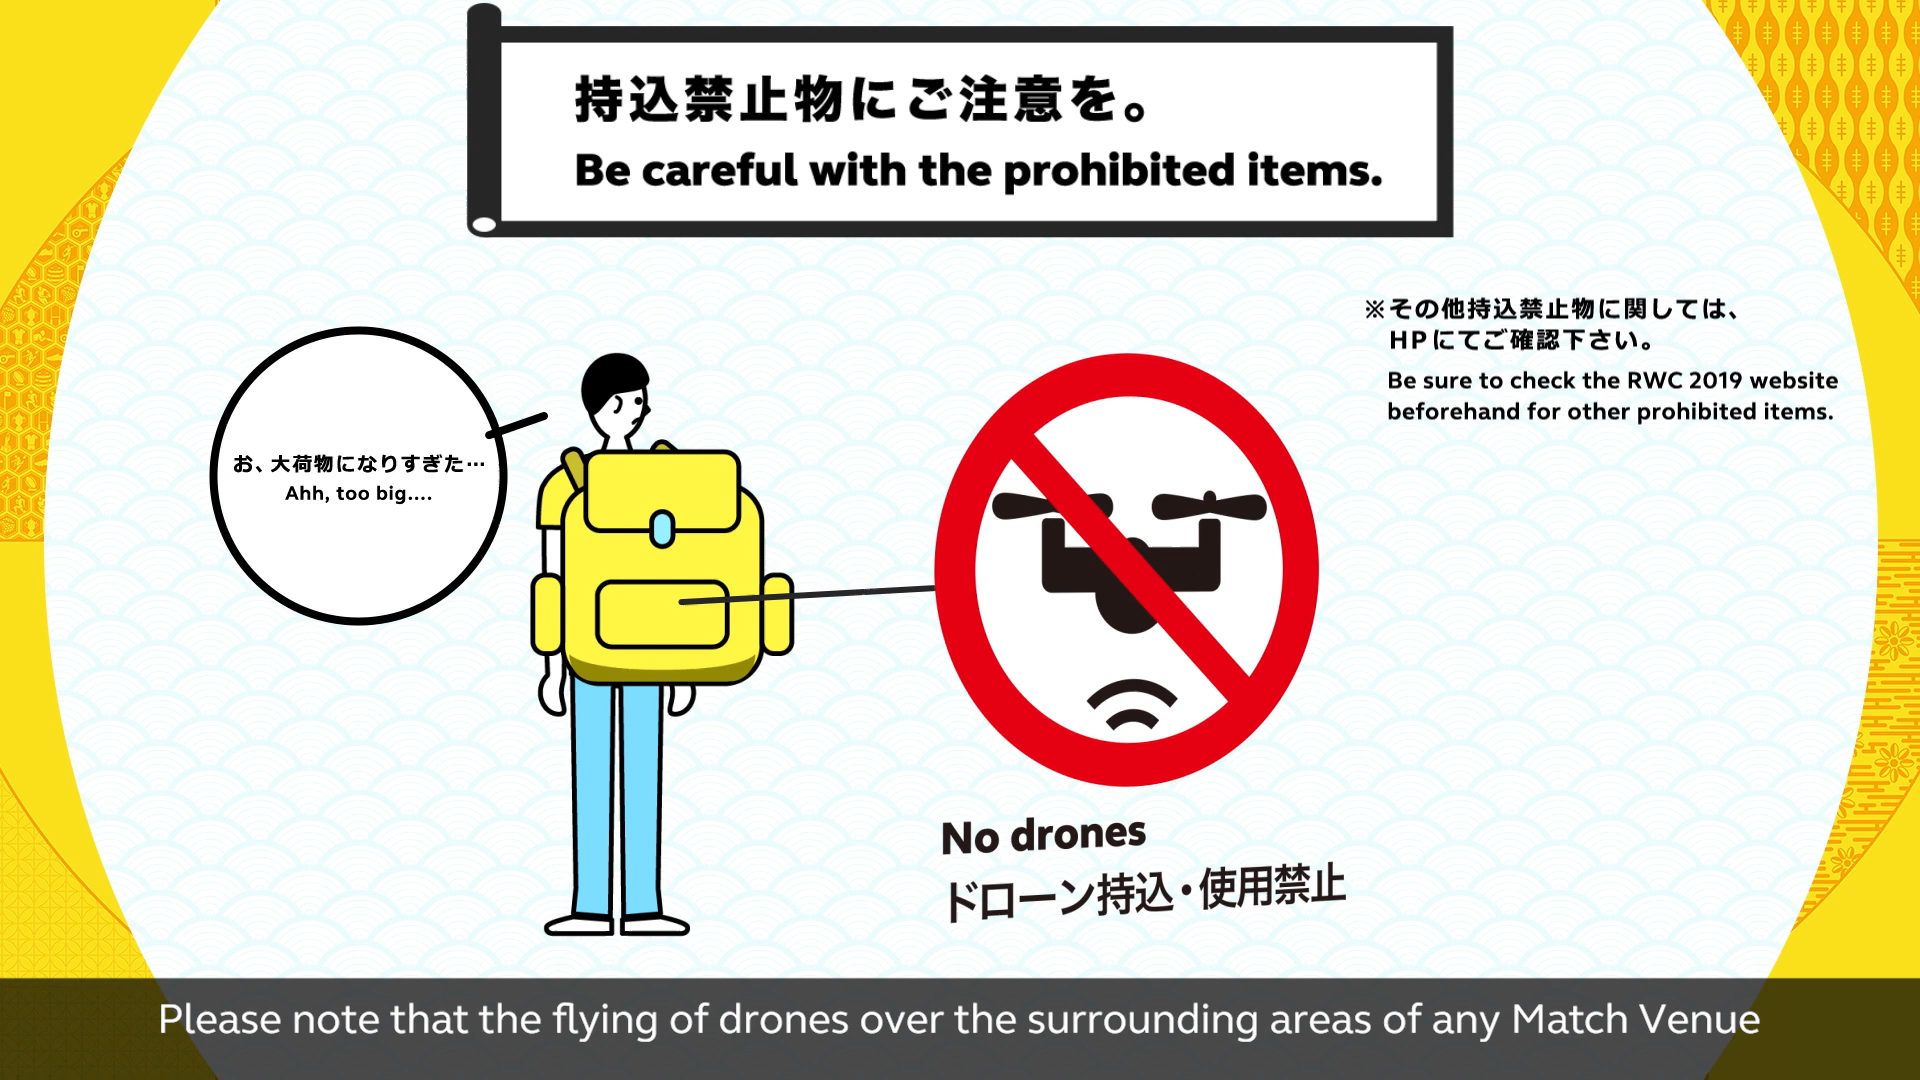 持込禁止物にご注意を。
Be careful with the prohibited items.
※その他持込禁止物に関しては、
HPにてご確認下さい。
Be sure to check the RWC 2019 website
beforehand for other prohibited items.
お、大荷物になりすぎた…
Ahh, too big....
No drones
ドローン持込・使用禁止
Please note that the flying of drones over the surrounding areas of any Match Venue